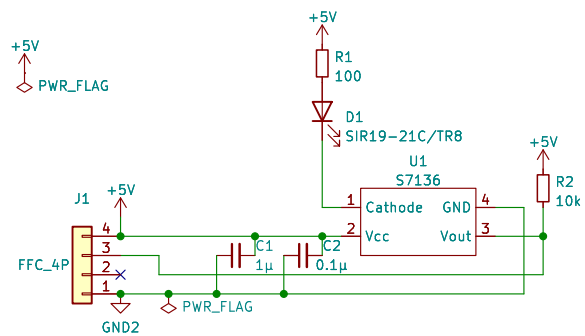 +5V
PWR_FLAG
+5V
R1
100
D1
SIR19-21C/TR8
U1
S7136
+5V
R2
10k
1
Cathode
GND
4
2
Vcc
Vout
3
J1
+5V
FFC_4P
4
3
2
1
C1
1µ
C2
0.1µ
PWR_FLAG
GND2